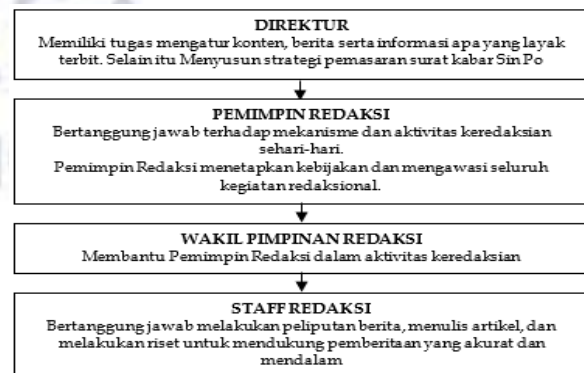 DIREKTUR
Memiliki tugas mengatur konten, berita serta informasi apa yang layak
terbit. Selain itu Menyusun strategi pemasaran surat kabar Sin Po
PEMIMPIN REDAKSI
Bertanggung jawab terhadap mekanisme dan aktivitas keredaksian
sehari-hari.
Pemimpin Redaksi menetapkan kebijakan dan mengawasi seluruh
kegiatan redaksional.
WAKIL PIMPINAN REDAKSI
Membantu Pemimpin Redaksi dalam aktivitas keredaksian
STAFF REDAKSI
Bertanggung jawab melakukan peliputan berita, menulis artikel, dan
melakukan riset untuk mendukung pemberitaan yang akurat dan
mendalam